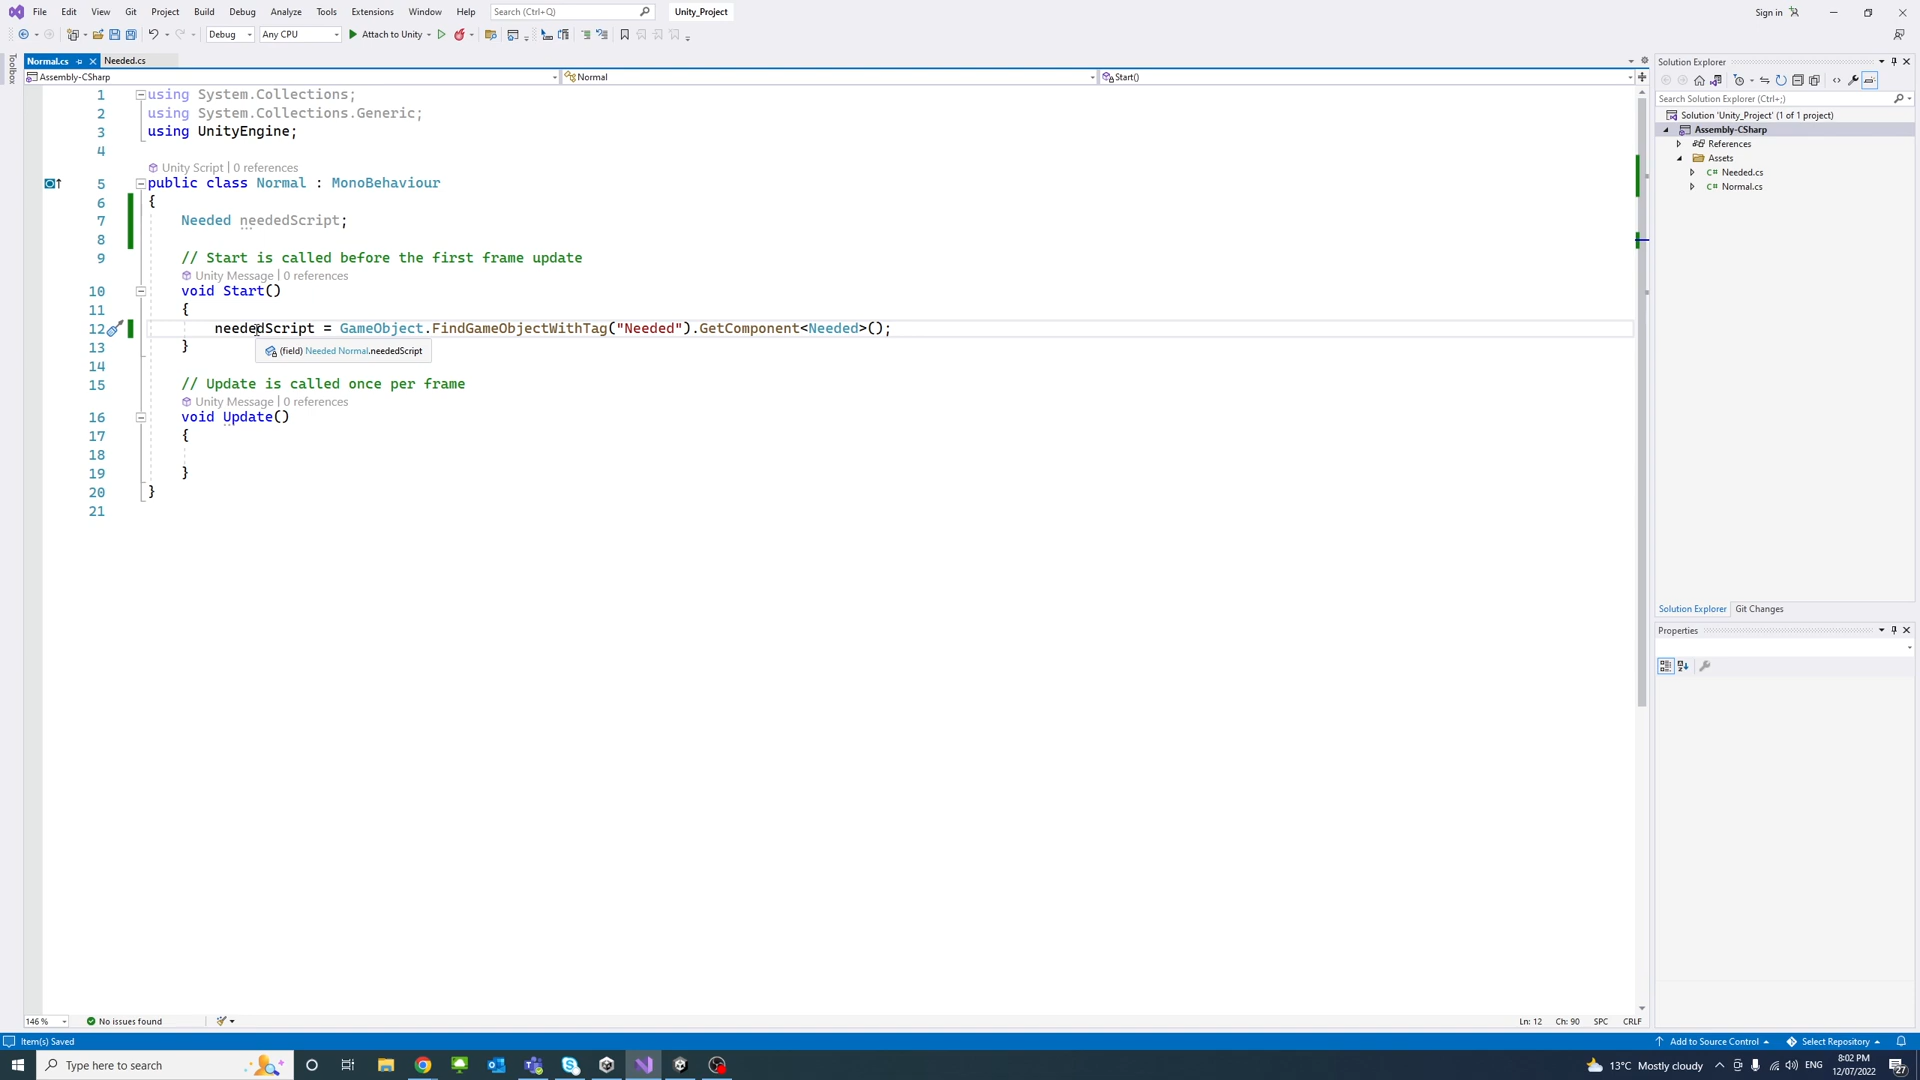 File Edit View Git Project Build Debug Analyze Tools Extensions Window Help Search (Ctrl+Q) Unity_Project Sign in
Debug Any CPU Attach to Unity
Toolbox
Normal.cs Needed.cs
Assembly-CSharp Normal Start()
1 using System.Collections;
2 using System.Collections.Generic;
3 using UnityEngine;
4
Unity Script | 0 references
5 public class Normal : MonoBehaviour
6 {
7 Needed neededScript;
8
9 // Start is called before the first frame update
Unity Message | 0 references
10 void Start()
11 {
12 neededScript = GameObject.FindGameObjectWithTag("Needed").GetComponent<Needed>();
13 }
(field) Needed Normal.neededScript
14
15 // Update is called once per frame
Unity Message | 0 references
16 void Update()
17 {
18
19 }
20 }
21
Solution Explorer
Search Solution Explorer (Ctrl+;)
Solution 'Unity_Project' (1 of 1 project)
Assembly-CSharp
References
Assets
C# Needed.cs
C# Normal.cs
Solution Explorer Git Changes
Properties
146 % No issues found Ln: 12 Ch: 90 SPC CRLF
Item(s) Saved Add to Source Control Select Repository
Type here to search 13°C Mostly cloudy ENG 8:02 PM
12/07/2022 27